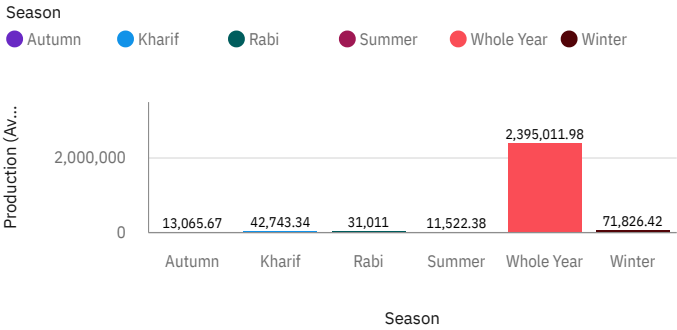 Season
Autumn Kharif Rabi Summer Whole Year Winter
Production (Av...
2,000,000
0
13,065.67 42,743.34 31,011 11,522.38 2,395,011.98 71,826.42
Autumn Kharif Rabi Summer Whole Year Winter
Season